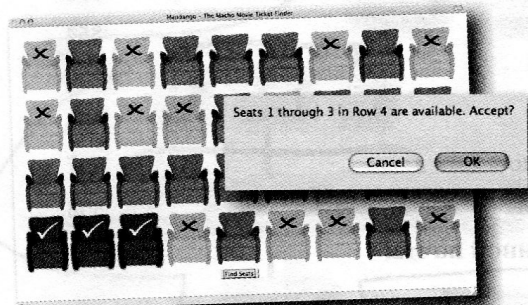 Mandango - The Macho Movie Ticket Finder
Seats 1 through 3 in Row 4 are available. Accept?
Cancel
OK
Find Seats